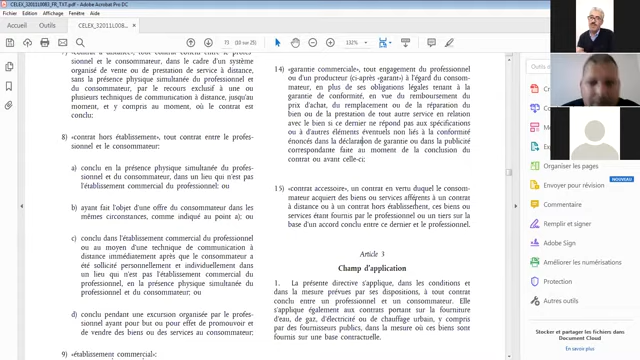 CELEX_32011L0083_FR_TXT.pdf - Adobe Acrobat Pro DC
Fichier Edition Affichage Fenêtre Aide
Accueil
Outils
CELEX_32011L0083...
73
(10 sur 25)
132%
sionnel et le consommateur, dans le cadre d'un système
organisé de vente ou de prestation de service à distance,
sans la présence physique simultanée du professionnel et
du consommateur, par le recours exclusif à une ou
plusieurs techniques de communication à distance, jusqu'au
moment, et y compris au moment, où le contrat est
conclu;
8) «contrat hors établissement», tout contrat entre le profes-
sionnel et le consommateur:
a) conclu en la présence physique simultanée du profes-
sionnel et du consommateur, dans un lieu qui n'est pas
l'établissement commercial du professionnel; ou
b) ayant fait l'objet d'une offre du consommateur dans les
mêmes circonstances, comme indiqué au point a); ou
c) conclu dans l'établissement commercial du professionnel
ou au moyen d'une technique de communication à
distance immédiatement après que le consommateur a
été sollicité personnellement et individuellement dans
un lieu qui n'est pas l'établissement commercial du
professionnel, en la présence physique simultanée du
professionnel et du consommateur; ou
d) conclu pendant une excursion organisée par le profes-
sionnel ayant pour but ou pour effet de promouvoir et
de vendre des biens ou des services au consommateur;
9) «établissement commercial»:
14) «garantie commerciale», tout engagement du professionnel
ou d'un producteur (ci-après «garant») à l'égard du consom-
mateur, en plus de ses obligations légales tenant à la
garantie de conformité, en vue du remboursement du
prix d'achat, du remplacement ou de la réparation du
bien ou de la prestation de tout autre service en relation
avec le bien si ce dernier ne répond pas aux spécifications
ou à d'autres éléments éventuels non liés à la conformité
énoncés dans la déclaration de garantie ou dans la publicité
correspondante faite au moment de la conclusion du
contrat ou avant celle-ci;
15) «contrat accessoire», un contrat en vertu duquel le consom-
mateur acquiert des biens ou services afférents à un contrat
à distance ou à un contrat hors établissement, ces biens ou
services étant fournis par le professionnel ou un tiers sur la
base d'un accord conclu entre ce dernier et le professionnel.
Article 3
Champ d'application
1. La présente directive s'applique, dans les conditions et
dans la mesure prévues par ses dispositions, à tout contrat
conclu entre un professionnel et un consommateur. Elle
s'applique également aux contrats portant sur la fourniture
d'eau, de gaz, d'électricité ou de chauffage urbain, y compris
par des fournisseurs publics, dans la mesure où ces biens sont
fournis sur une base contractuelle.
Organiser les pages
Remplir et signer
Adobe Sign
Améliorer les numérisations
Protection
Autres outils
Stocker et partager les fichiers dans
Document Cloud
En savoir plus